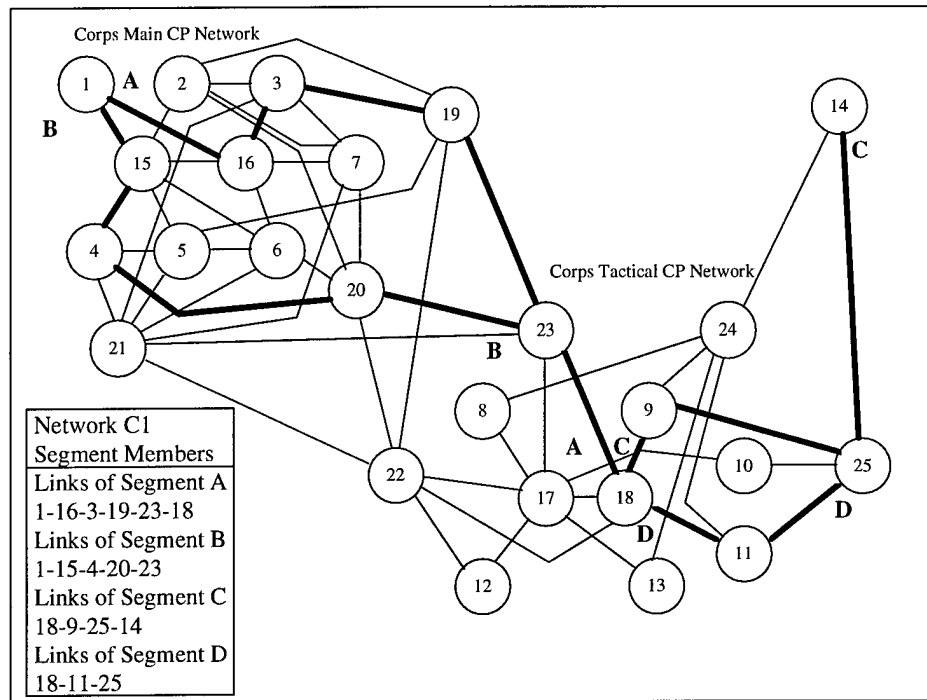 Corps Main CP Network
1
A
2
3
19
14
B
C
15
16
7
4
5
6
Corps Tactical CP Network
20
21
23
24
B
8
9
Network C1
Segment Members
Links of Segment A
1-16-3-19-23-18
Links of Segment B
1-15-4-20-23
Links of Segment C
18-9-25-14
Links of Segment D
18-11-25
A
C
10
25
22
17
18
D
D
11
12
13